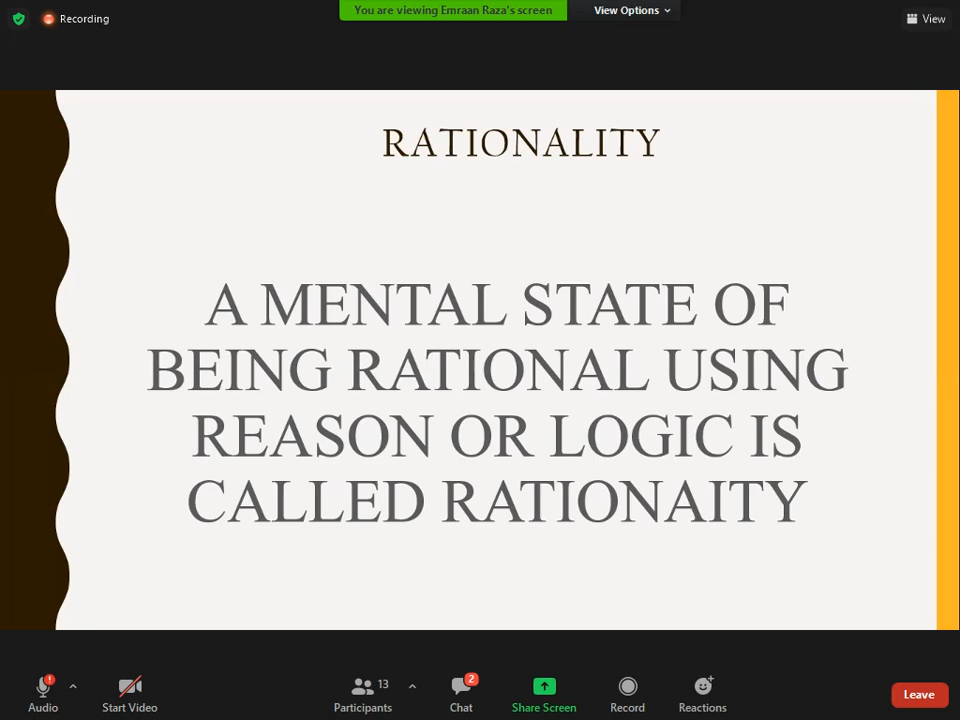 Recording
You are viewing Emraan Raza's screen
View Options
View
RATIONALITY
A MENTAL STATE OF
BEING RATIONAL USING
REASON OR LOGIC IS
CALLED RATIONAITY
13
2
Audio
Start Video
Participants
Chat
Share Screen
Record
Reactions
Leave